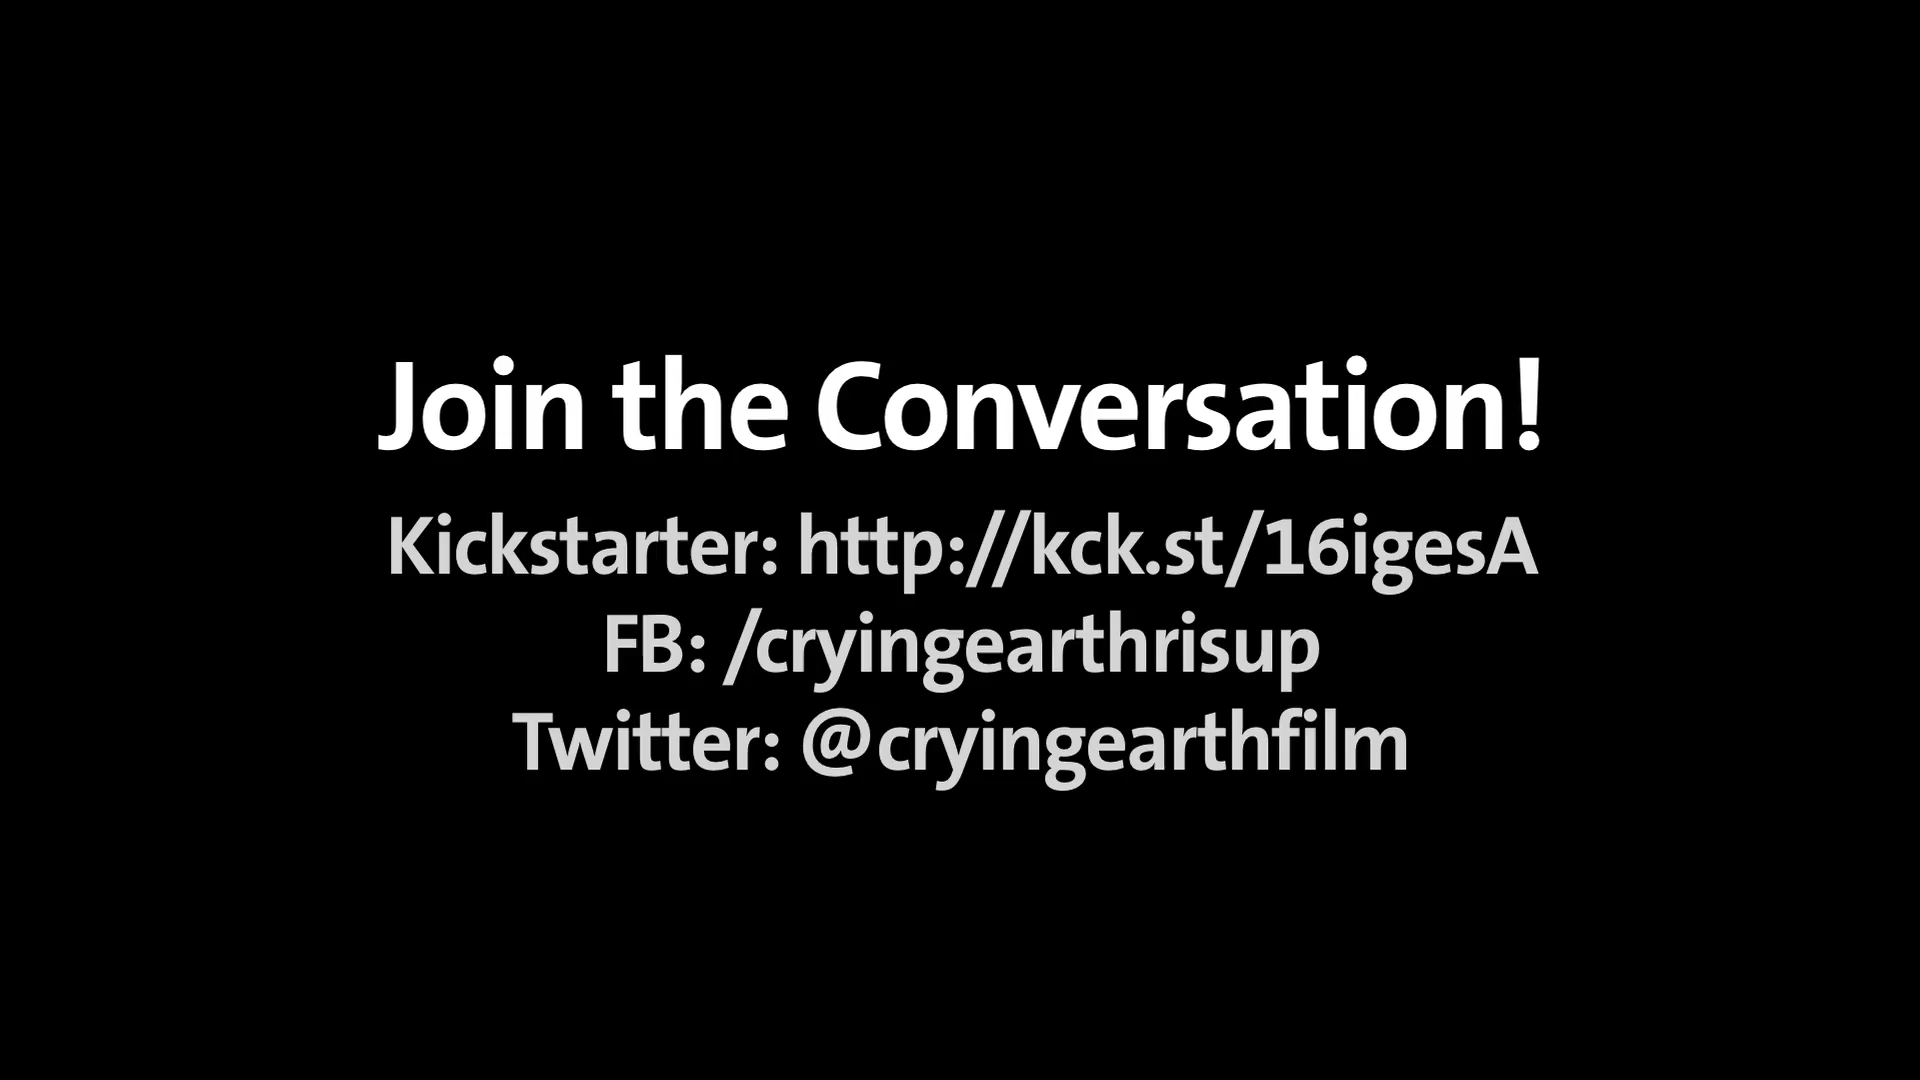 Join the Conversation!
Kickstarter: http://kck.st/16igesA
FB: /cryingearthrisup
Twitter: @cryingearthfilm